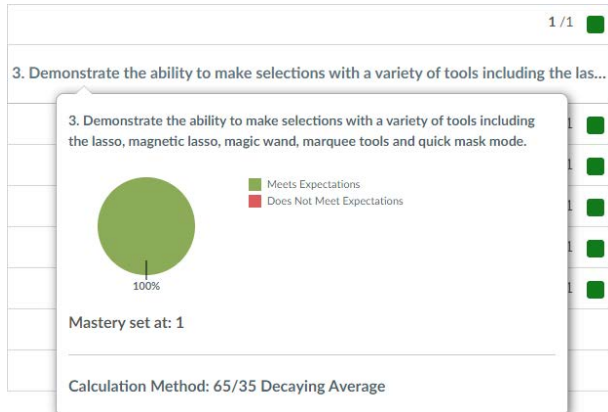 1 /1
3. Demonstrate the ability to make selections with a variety of tools including the las...
3. Demonstrate the ability to make selections with a variety of tools including
the lasso, magnetic lasso, magic wand, marquee tools and quick mask mode.
Meets Expectations
Does Not Meet Expectations
100%
Mastery set at: 1
Calculation Method: 65/35 Decaying Average